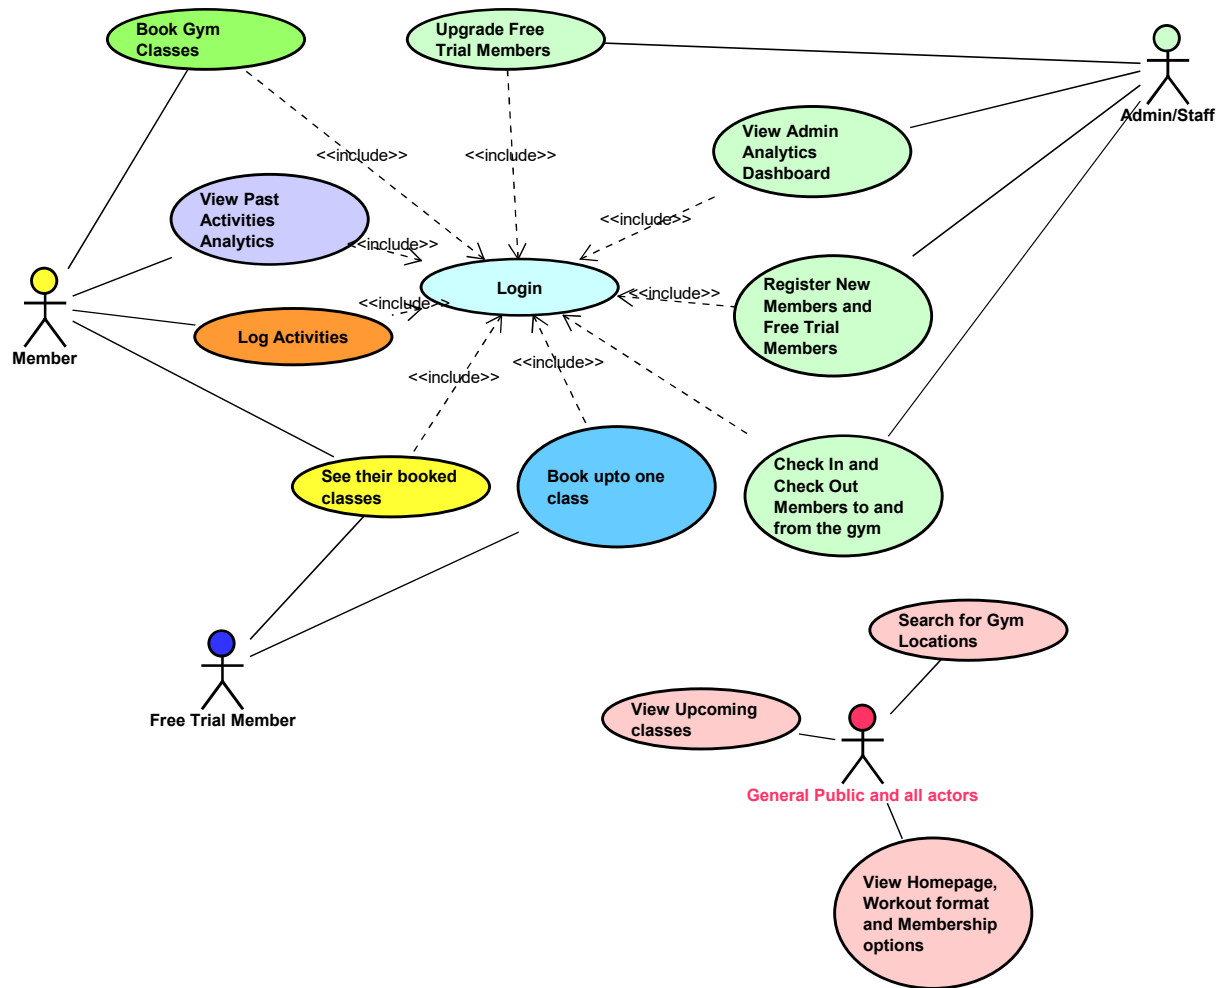 Book Gym
Classes
Upgrade Free
Trial Members
Admin/Staff
View Admin
Analytics
Dashboard
<<include>>
<<include>>
View Past
Activities
Analytics
<<include>>
<<include>>
Login
<<include>>
Register New
Members and
Free Trial
Members
<<include>>
Log Activities
Member
<<include>>
<<include>>
See their booked
classes
Book upto one
class
Check In and
Check Out
Members to and
from the gym
Free Trial Member
Search for Gym
Locations
View Upcoming
classes
General Public and all actors
View Homepage,
Workout format
and Membership
options